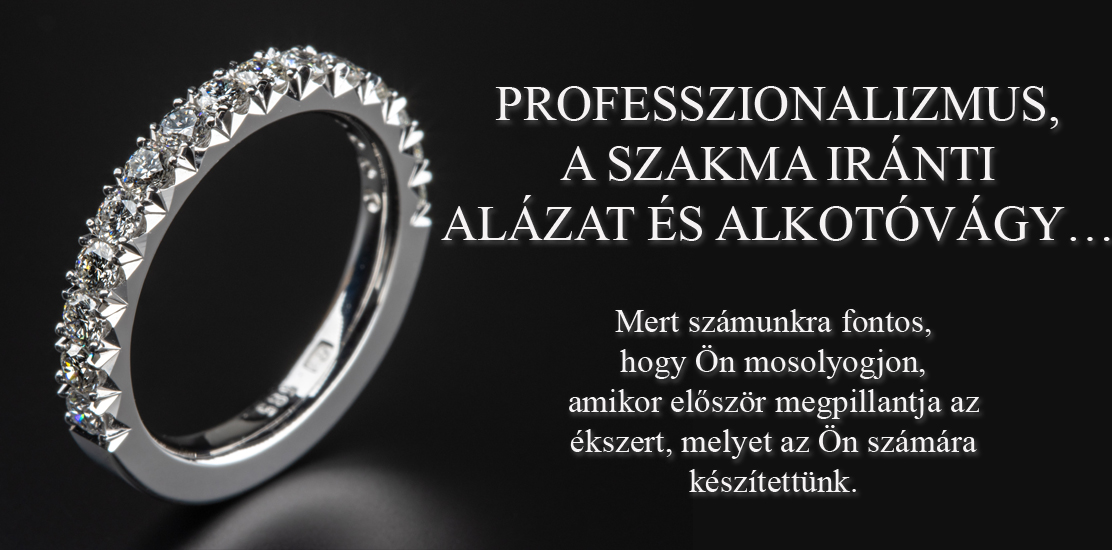 PROFESSZIONALIZMUS,
A SZAKMA IRÁNTI
ALÁZAT ÉS ALKOTÓVÁGY…
Mert számunkra fontos,
hogy Ön mosolyogjon,
amikor először megpillantja az
ékszert, melyet az Ön számára
készítettünk.
585